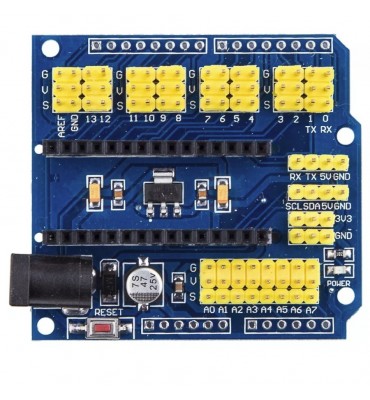 G
V
S
AREF
GND
13 12
G
V
S
11 10 9 8
G
V
S
7 6 5 4
G
V
S
3 2 1 0
TX RX
RX TX 5V GND
SCL SDA 5V GND
3V3
GND
POWER
7S
47
25V
G
V
S
A0 A1 A2 A3 A4 A5 A6 A7
RESET